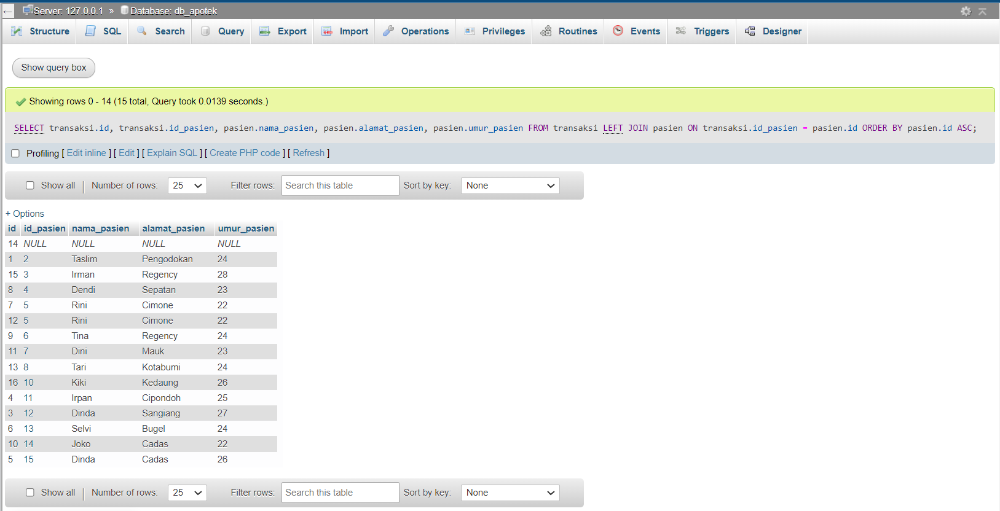 ← Server: 127.0.0.1 » Database: db_apotek
Structure SQL Search Query Export Import Operations Privileges Routines Events Triggers Designer
Show query box
Showing rows 0 - 14 (15 total, Query took 0.0139 seconds.)
SELECT transaksi.id, transaksi.id_pasien, pasien.nama_pasien, pasien.alamat_pasien, pasien.umur_pasien FROM transaksi LEFT JOIN pasien ON transaksi.id_pasien = pasien.id ORDER BY pasien.id ASC;
Profiling [ Edit inline ] [ Edit ] [ Explain SQL ] [ Create PHP code ] [ Refresh ]
Show all | Number of rows: 25 Filter rows: Search this table Sort by key: None
+ Options
id id_pasien nama_pasien alamat_pasien umur_pasien
14 NULL NULL NULL NULL
1 2 Taslim Pengodokan 24
15 3 Irman Regency 28
8 4 Dendi Sepatan 23
7 5 Rini Cimone 22
12 5 Rini Cimone 22
9 6 Tina Regency 24
11 7 Dini Mauk 23
13 8 Tari Kotabumi 24
16 10 Kiki Kedaung 26
4 11 Irpan Cipondoh 25
3 12 Dinda Sangiang 27
6 13 Selvi Bugel 24
10 14 Joko Cadas 22
5 15 Dinda Cadas 26
Show all | Number of rows: 25 Filter rows: Search this table Sort by key: None